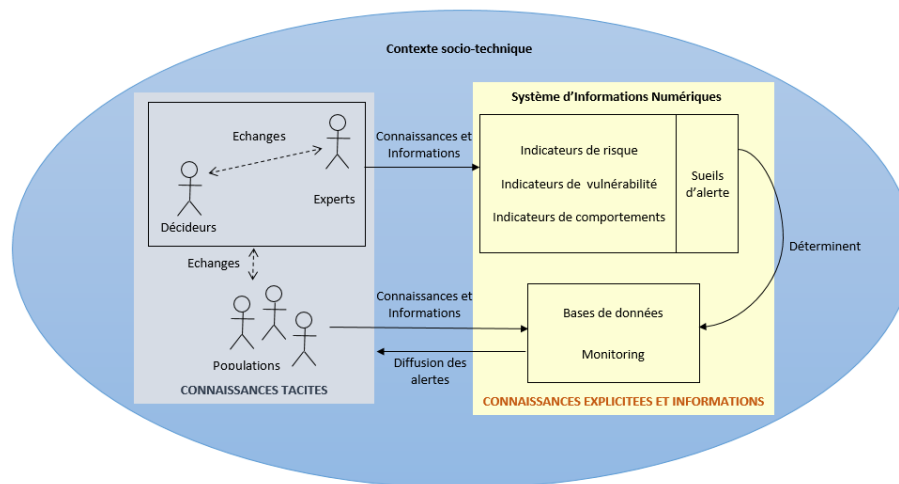 Contexte socio-technique
Echanges
Experts
Décideurs
Echanges
Populations
CONNAISSANCES TACITES
Connaissances et
Informations
Connaissances et
Informations
Diffusion des
alertes
Système d’Informations Numériques
Indicateurs de risque
Indicateurs de vulnérabilité
Indicateurs de comportements
Sueils
d’alerte
Déterminent
Bases de données
Monitoring
CONNAISSANCES EXPLICITEES ET INFORMATIONS